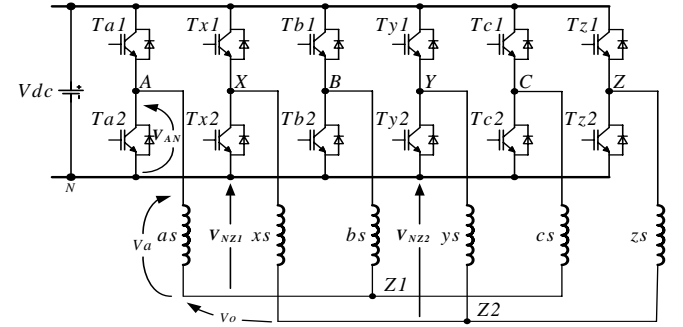 Ta1 Tx1 Tb1 Ty1 Tc1 Tz1
Vdc + A X B Y C Z
Ta2 Tx2 Tb2 Ty2 Tc2 Tz2
VAN
N
Va as VNZ1 xs bs VNZ2 ys cs zs
Z1
Vo Z2